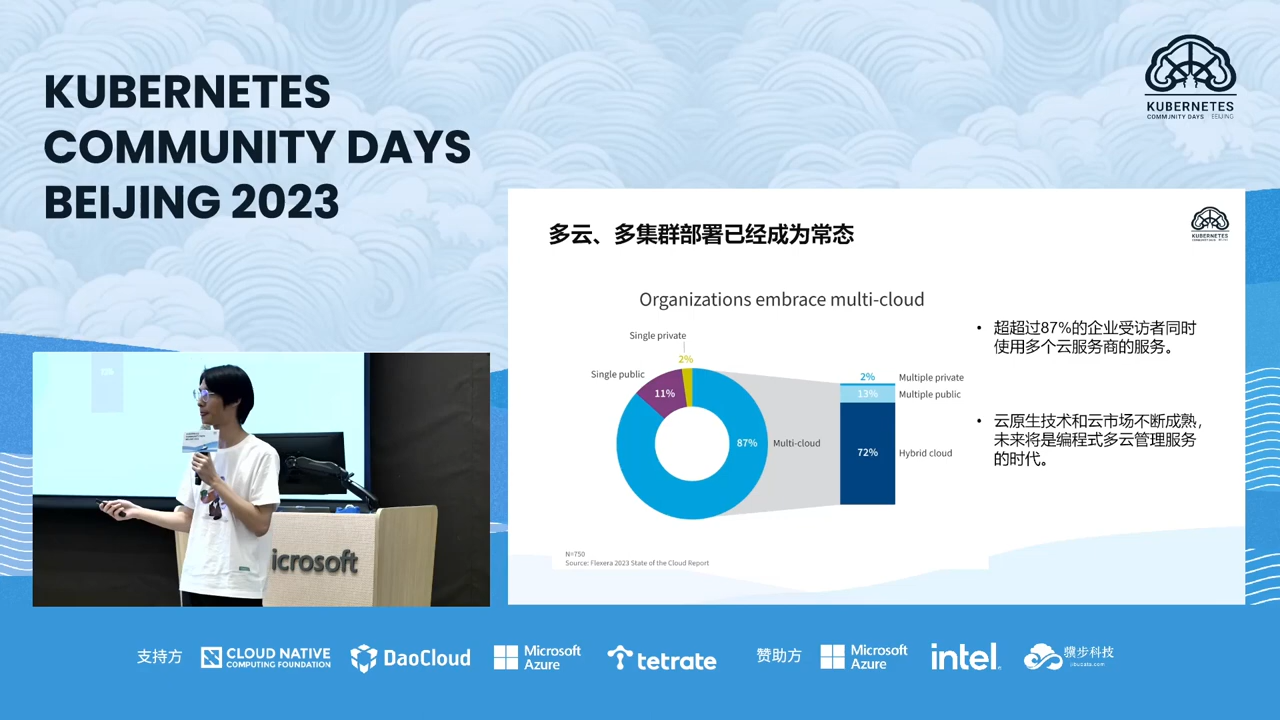 KUBERNETES
COMMUNITY DAYS
BEIJING 2023
KUBERNETES
COMMUNITY DAYS BEIJING
多云、多集群部署已经成为常态
KUBERNETES
Organizations embrace multi-cloud
Single private
2%
Single public
11%
87%
Multi-cloud
2%
Multiple private
13%
Multiple public
72%
Hybrid cloud
• 超超过87%的企业受访者同时
使用多个云服务商的服务。
• 云原生技术和云市场不断成熟,
未来将是编程式多云管理服务
的时代。
N=750
Source: Flexera 2023 State of the Cloud Report
icrosoft
支持方
CLOUD NATIVE
COMPUTING FOUNDATION
DaoCloud
Microsoft
Azure
tetrate
赞助方
Microsoft
Azure
intel.
骥步科技
jibudata.com